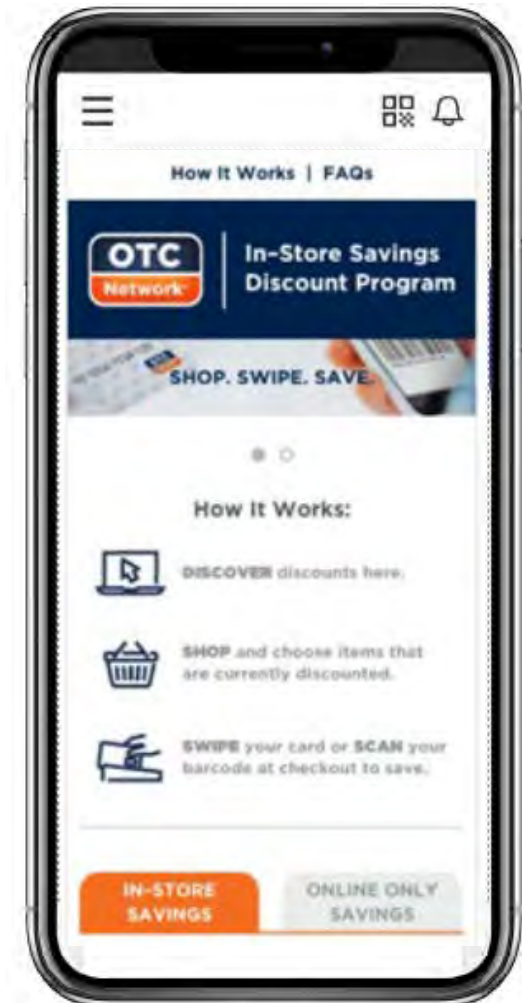 How It Works | FAQs
OTC
Network
In-Store Savings
Discount Program
SHOP. SWIPE. SAVE.
How It Works:
DISCOVER discounts here.
SHOP and choose items that
are currently discounted.
SWIPE your card or SCAN your
barcode at checkout to save.
IN-STORE
SAVINGS
ONLINE ONLY
SAVINGS